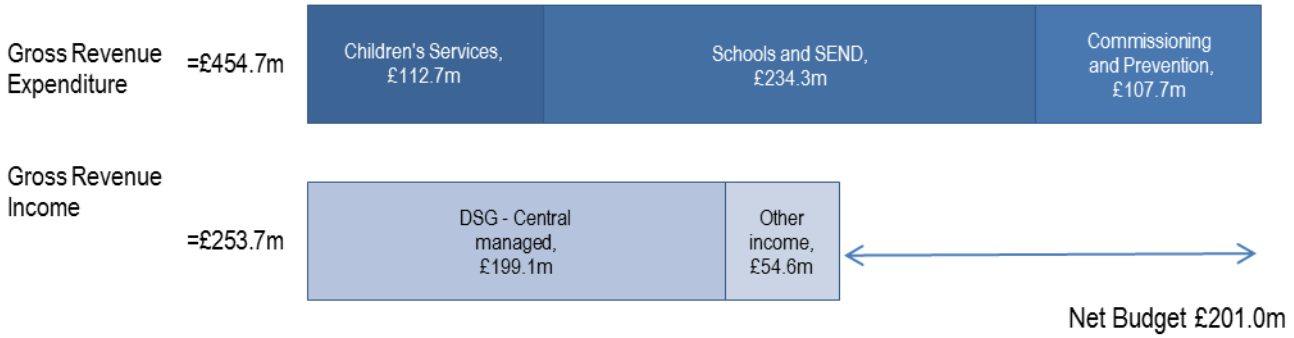 Gross Revenue
Expenditure
=£454.7m
Children's Services,
£112.7m
Schools and SEND,
£234.3m
Commissioning
and Prevention,
£107.7m
Gross Revenue
Income
=£253.7m
DSG - Central
managed,
£199.1m
Other
income,
£54.6m
Net Budget £201.0m